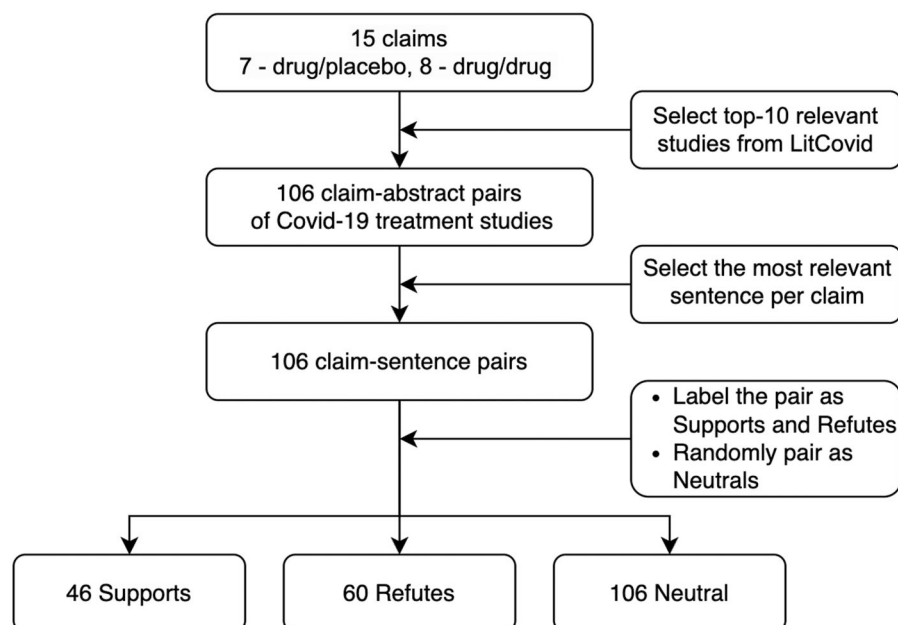 15 claims
7 - drug/placebo, 8 - drug/drug
Select top-10 relevant
studies from LitCovid
106 claim-abstract pairs
of Covid-19 treatment studies
Select the most relevant
sentence per claim
106 claim-sentence pairs
• Label the pair as
Supports and Refutes
• Randomly pair as
Neutrals
46 Supports
60 Refutes
106 Neutral